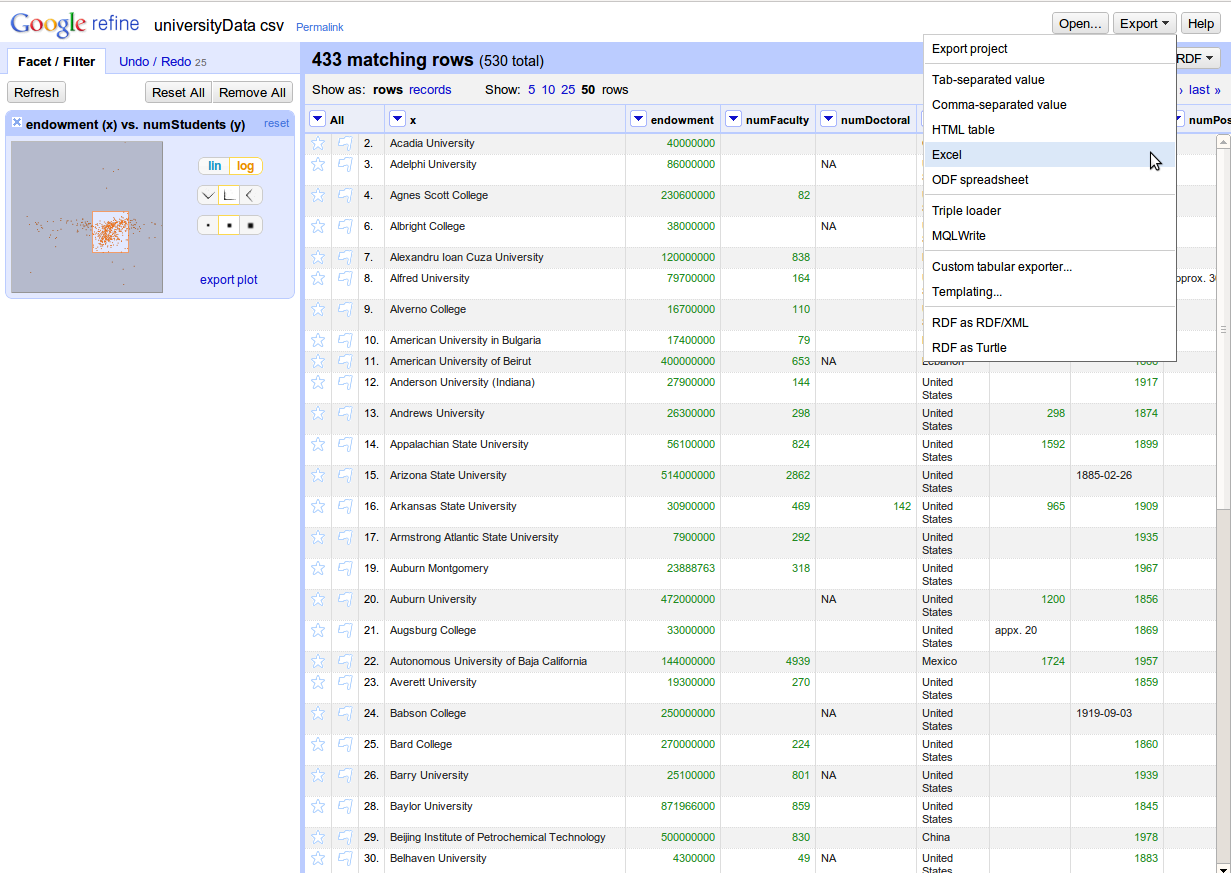 Google refine universityData csv Permalink Open... Export Help
Facet / Filter Undo / Redo 25
433 matching rows (530 total) RDF
Refresh Reset All Remove All
Show as: rows records Show: 5 10 25 50 rows › last »
endowment (x) vs. numStudents (y) reset
lin log
export plot
Export project
Tab-separated value
Comma-separated value
HTML table
Excel
ODF spreadsheet
Triple loader
MQLWrite
Custom tabular exporter...
Templating...
RDF as RDF/XML
RDF as Turtle
All x endowment numFaculty numDoctoral numPos
2. Acadia University 40000000
3. Adelphi University 86000000 NA
4. Agnes Scott College 230600000 82
6. Albright College 38000000 NA
7. Alexandru Ioan Cuza University 120000000 838
8. Alfred University 79700000 164 pprox. 30
9. Alverno College 16700000 110
10. American University in Bulgaria 17400000 79
11. American University of Beirut 400000000 653 NA Lebanon 1866
12. Anderson University (Indiana) 27900000 144 United States 1917
13. Andrews University 26300000 298 United States 298 1874
14. Appalachian State University 56100000 824 United States 1592 1899
15. Arizona State University 514000000 2862 United States 1885-02-26
16. Arkansas State University 30900000 469 142 United States 965 1909
17. Armstrong Atlantic State University 7900000 292 United States 1935
19. Auburn Montgomery 23888763 318 United States 1967
20. Auburn University 472000000 NA United States 1200 1856
21. Augsburg College 33000000 United States appx. 20 1869
22. Autonomous University of Baja California 144000000 4939 Mexico 1724 1957
23. Averett University 19300000 270 United States 1859
24. Babson College 250000000 NA United States 1919-09-03
25. Bard College 270000000 224 United States 1860
26. Barry University 25100000 801 NA United States 1939
28. Baylor University 871966000 859 United States 1845
29. Beijing Institute of Petrochemical Technology 500000000 830 China 1978
30. Belhaven University 4300000 49 NA United States 1883